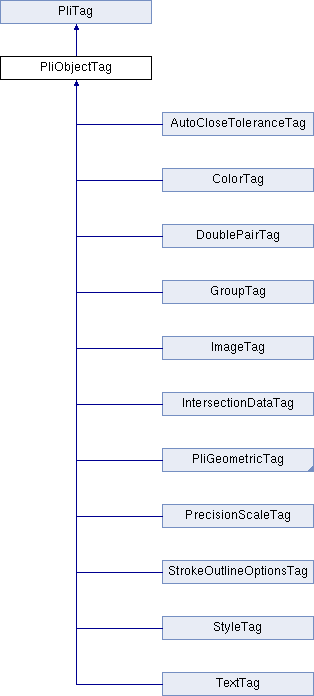 PliTag
PliObjectTag
AutoCloseToleranceTag
ColorTag
DoublePairTag
GroupTag
ImageTag
IntersectionDataTag
PliGeometricTag
PrecisionScaleTag
StrokeOutlineOptionsTag
StyleTag
TextTag